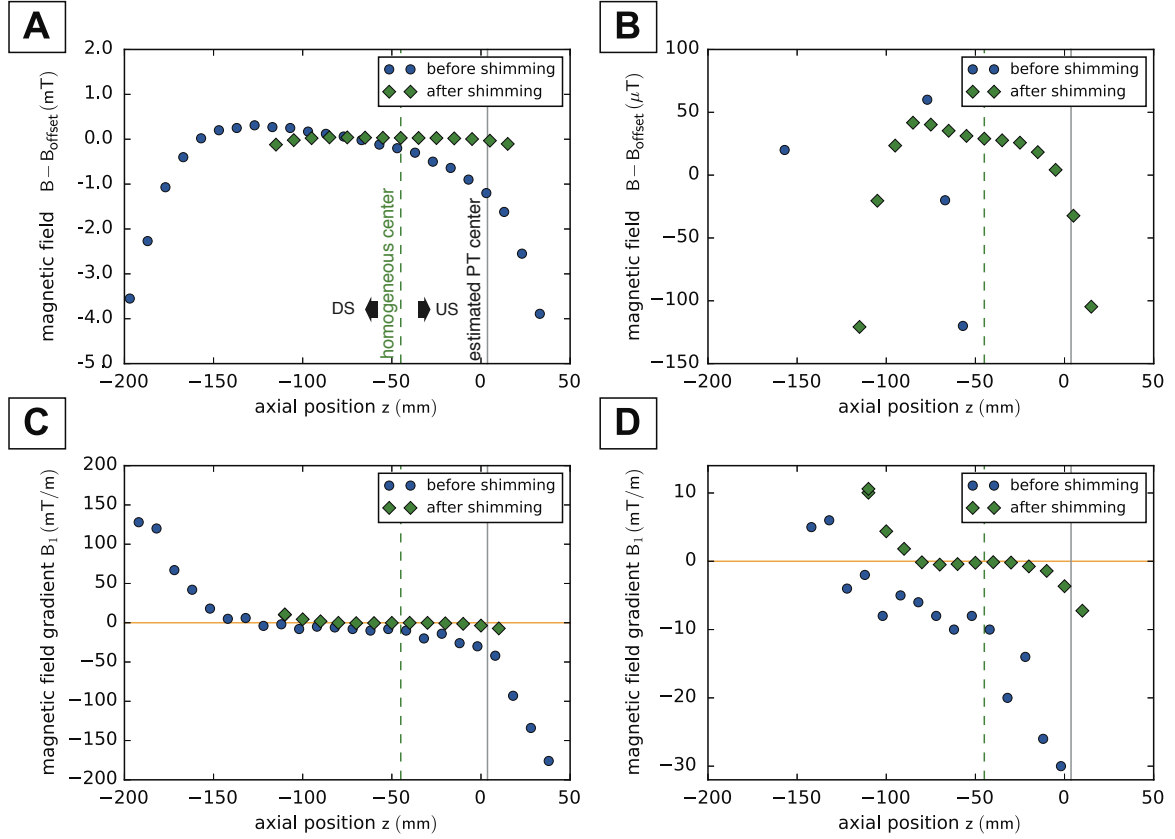 A
magnetic field B − B_offset (mT)
2.0
1.0
0.0
-1.0
-2.0
-3.0
-4.0
-5.0
before shimming
after shimming
DS
US
homogeneous center
estimated PT center
−200 −150 −100 −50 0 50
axial position z (mm)
B
magnetic field B − B_offset (μT)
100
50
0
−50
−100
−150
before shimming
after shimming
−200 −150 −100 −50 0 50
axial position z (mm)
C
magnetic field gradient B₁ (mT/m)
200
150
100
50
0
−50
−100
−150
−200
before shimming
after shimming
−200 −150 −100 −50 0 50
axial position z (mm)
D
magnetic field gradient B₁ (mT/m)
10
0
−10
−20
−30
before shimming
after shimming
−200 −150 −100 −50 0 50
axial position z (mm)